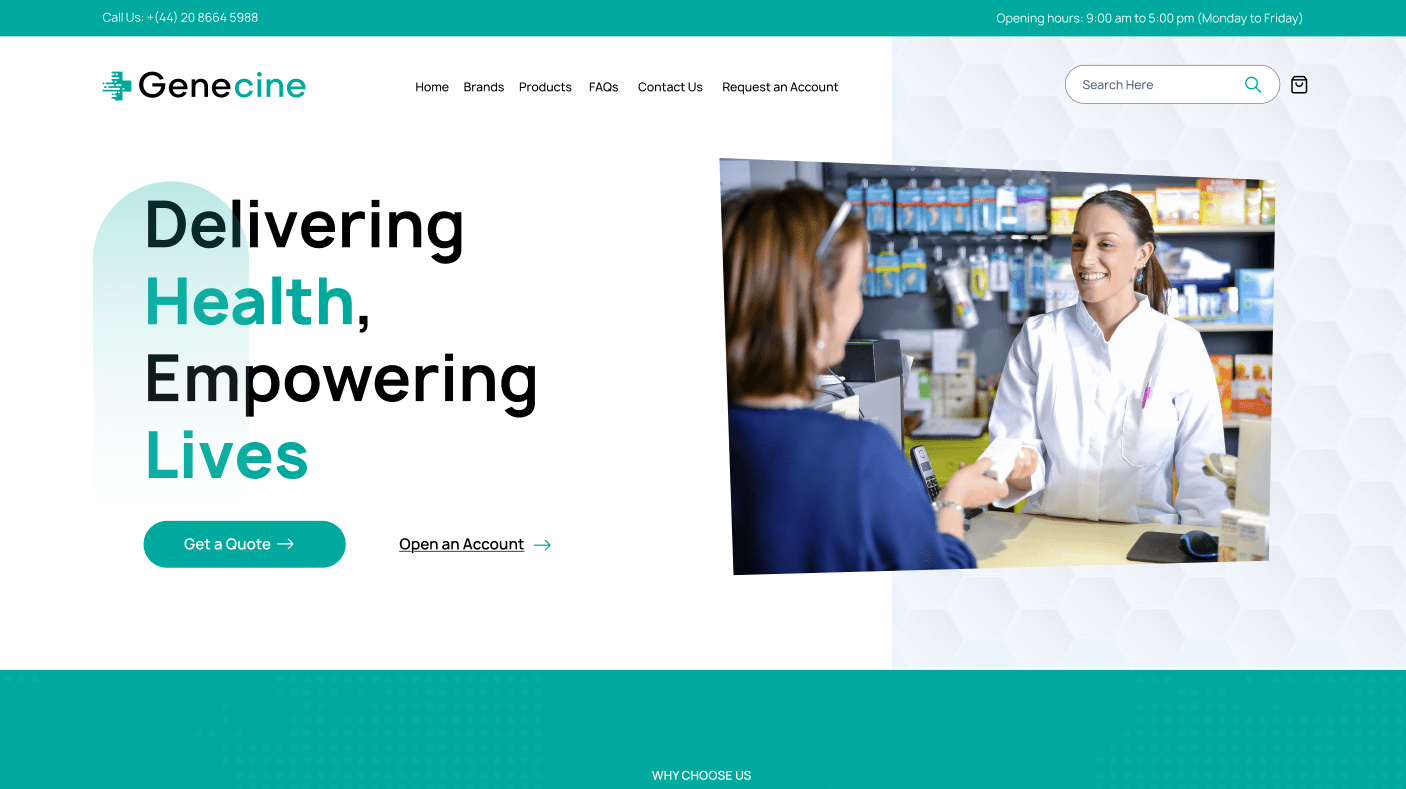 Call Us: +(44) 20 8664 5988
Opening hours: 9:00 am to 5:00 pm (Monday to Friday)
Genecine
Home Brands Products FAQs Contact Us Request an Account
Search Here
Delivering
Health,
Empowering
Lives
Get a Quote
Open an Account
WHY CHOOSE US